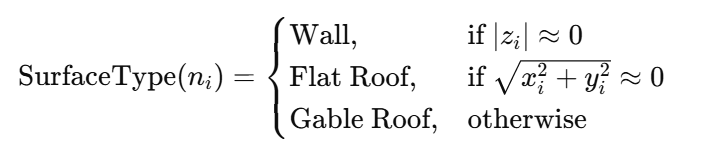 Wall, if |z_i| ≈ 0
SurfaceType(n_i) = { Flat Roof, if √(x_i^2 + y_i^2) ≈ 0
Gable Roof, otherwise